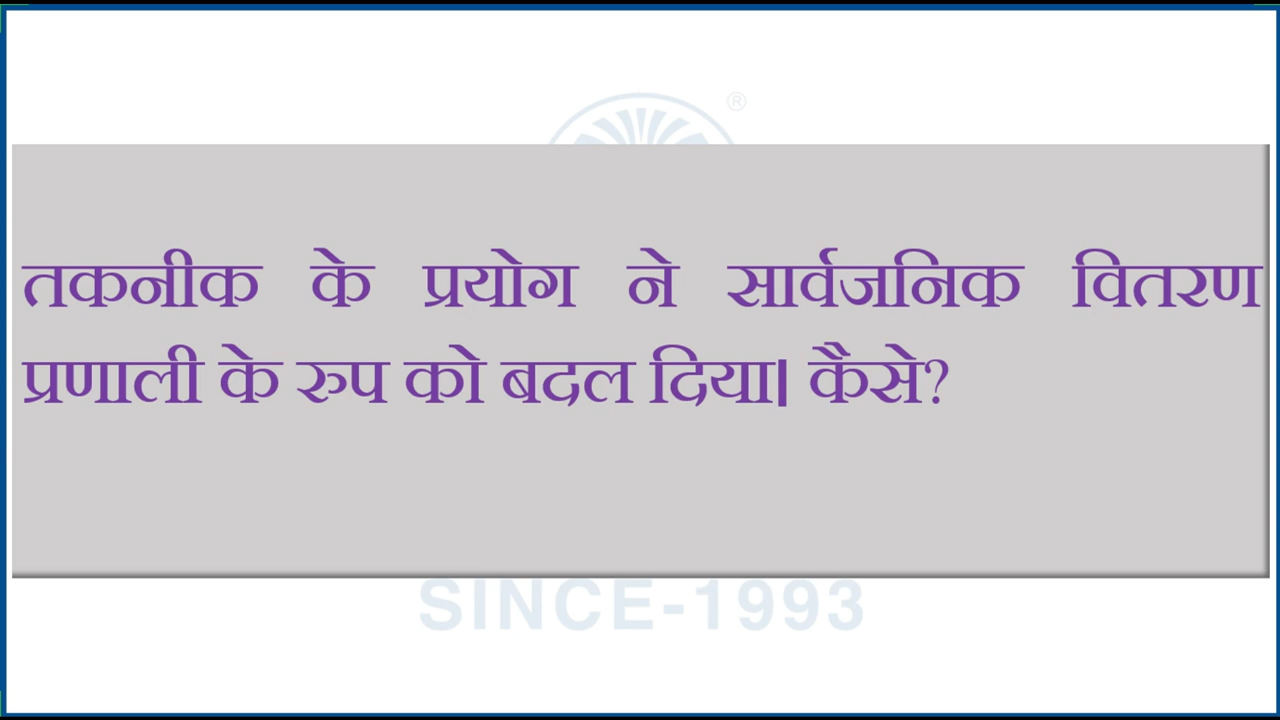 ®
तकनीक के प्रयोग ने सार्वजनिक वितरण
प्रणाली के रुप को बदल दिया। कैसे?
SINCE-1993